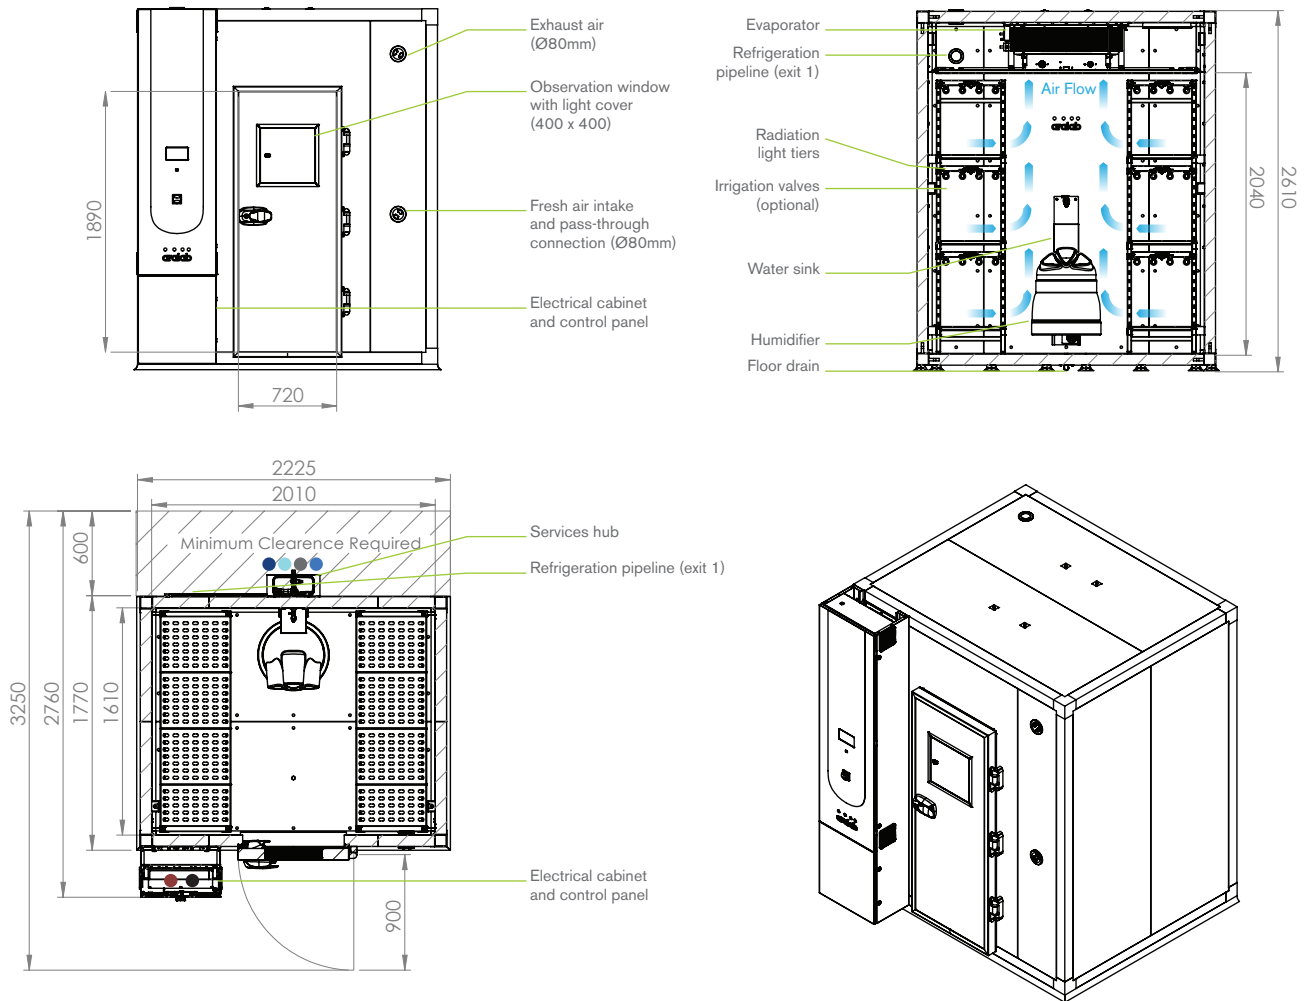 Exhaust air
(Ø80mm)
Observation window
with light cover
(400 x 400)
Fresh air intake
and pass-through
connection (Ø80mm)
Electrical cabinet
and control panel
1890
720
aralab
Evaporator
Refrigeration
pipeline (exit 1)
Radiation
light tiers
Irrigation valves
(optional)
Water sink
Humidifier
Floor drain
Air Flow
aralab
2040
2610
2225
2010
Minimum Clearence Required
600
3250
2760
1770
1610
900
Services hub
Refrigeration pipeline (exit 1)
Electrical cabinet
and control panel
aralab